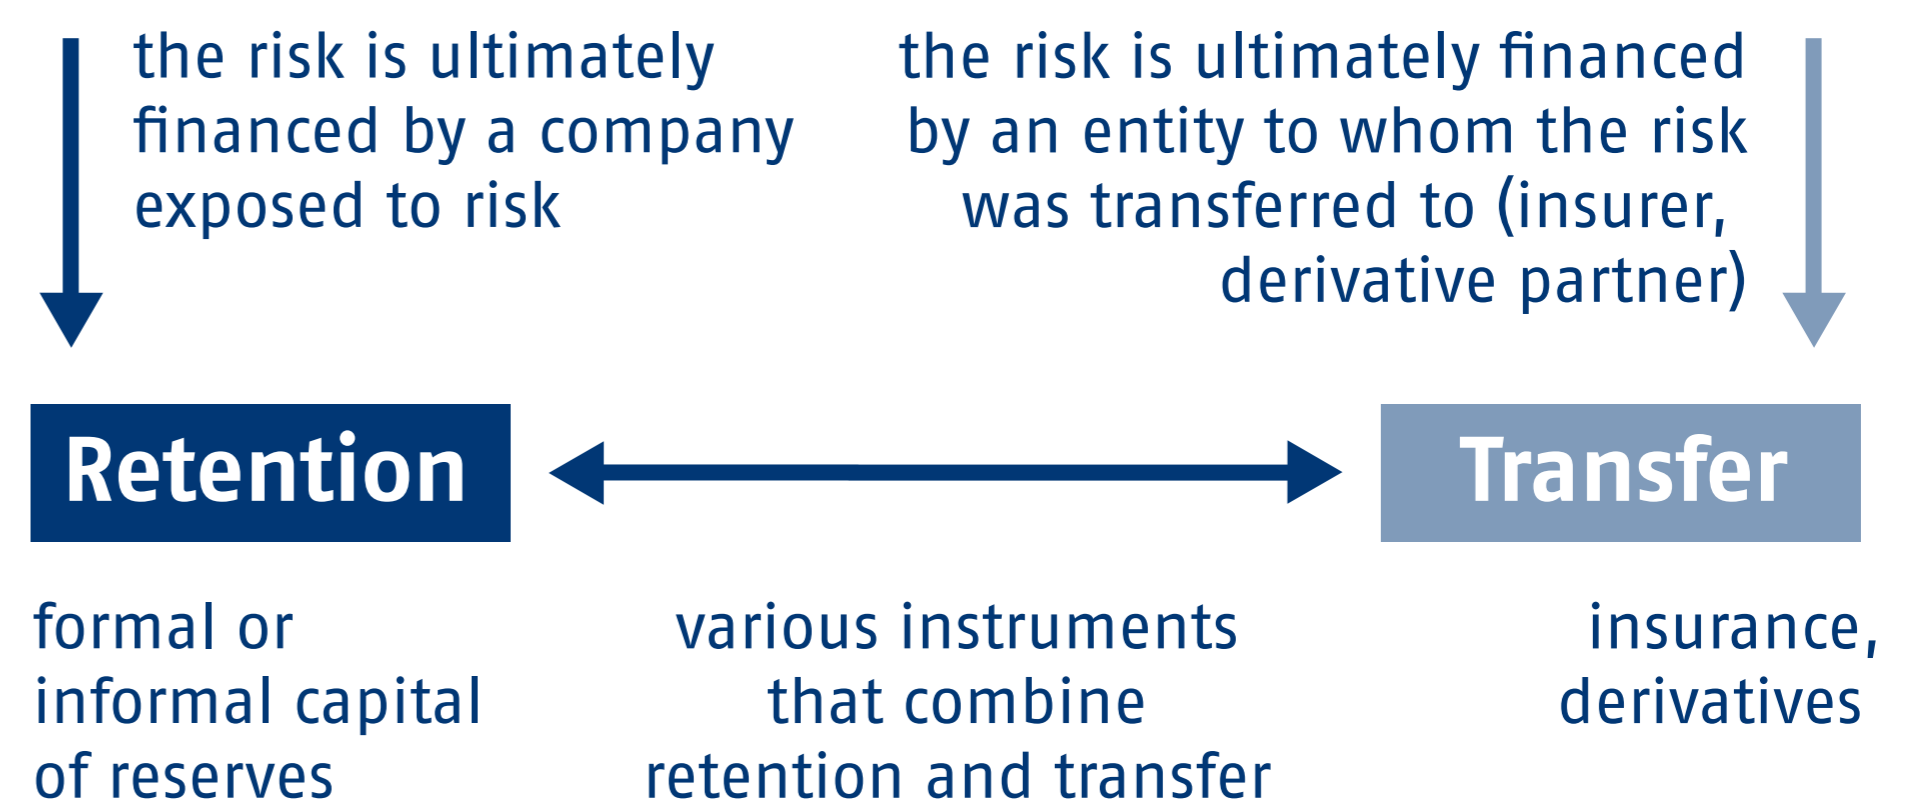 the risk is ultimately
financed by a company
exposed to risk
the risk is ultimately financed
by an entity to whom the risk
was transferred to (insurer,
derivative partner)
Retention
Transfer
formal or
informal capital
of reserves
various instruments
that combine
retention and transfer
insurance,
derivatives